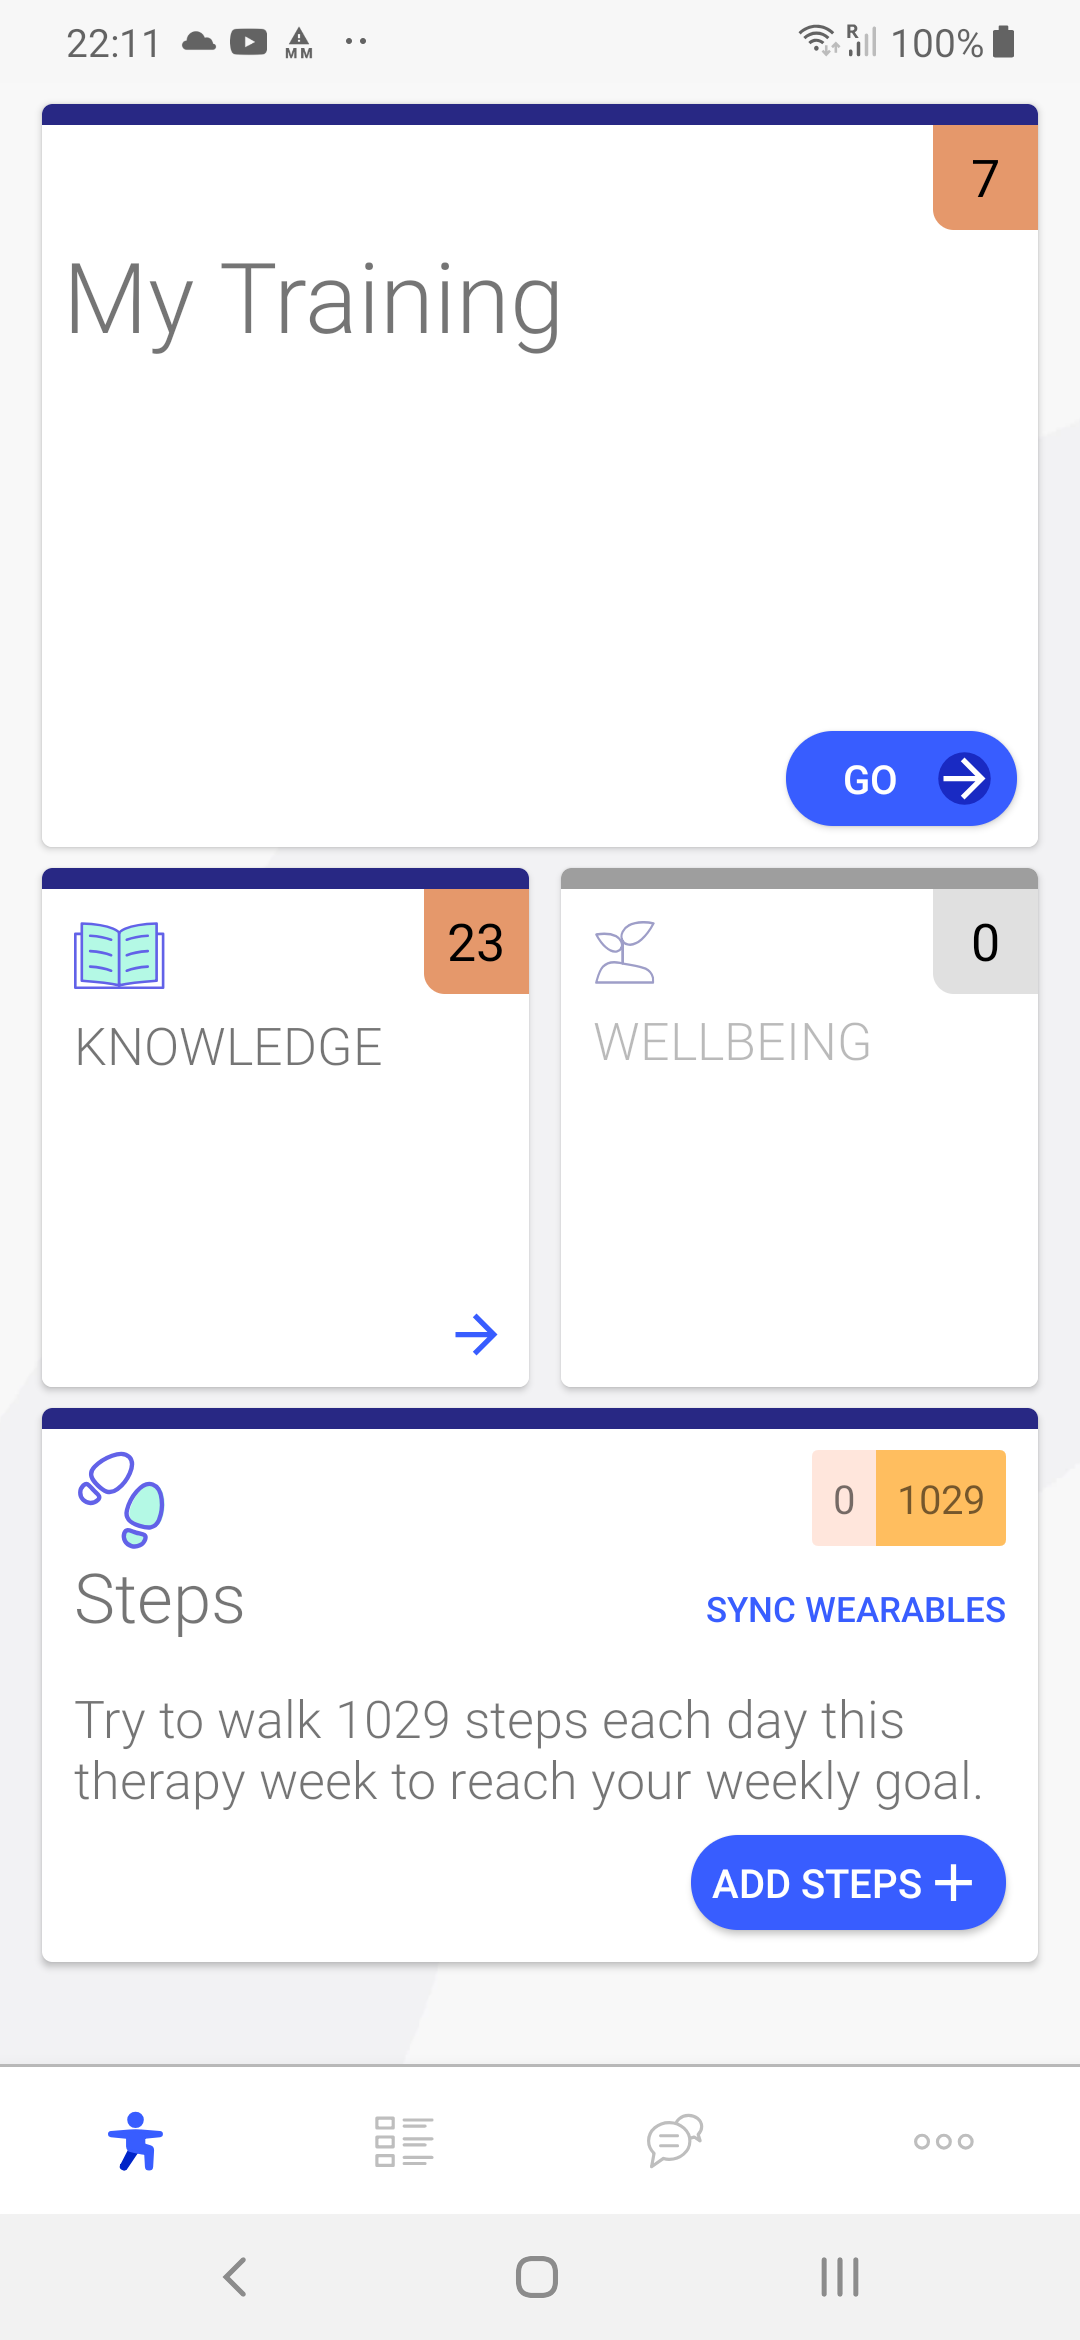 22:11
MM
R
100%
7
My Training
GO
23
KNOWLEDGE
0
WELLBEING
0 1029
Steps
SYNC WEARABLES
Try to walk 1029 steps each day this
therapy week to reach your weekly goal.
ADD STEPS